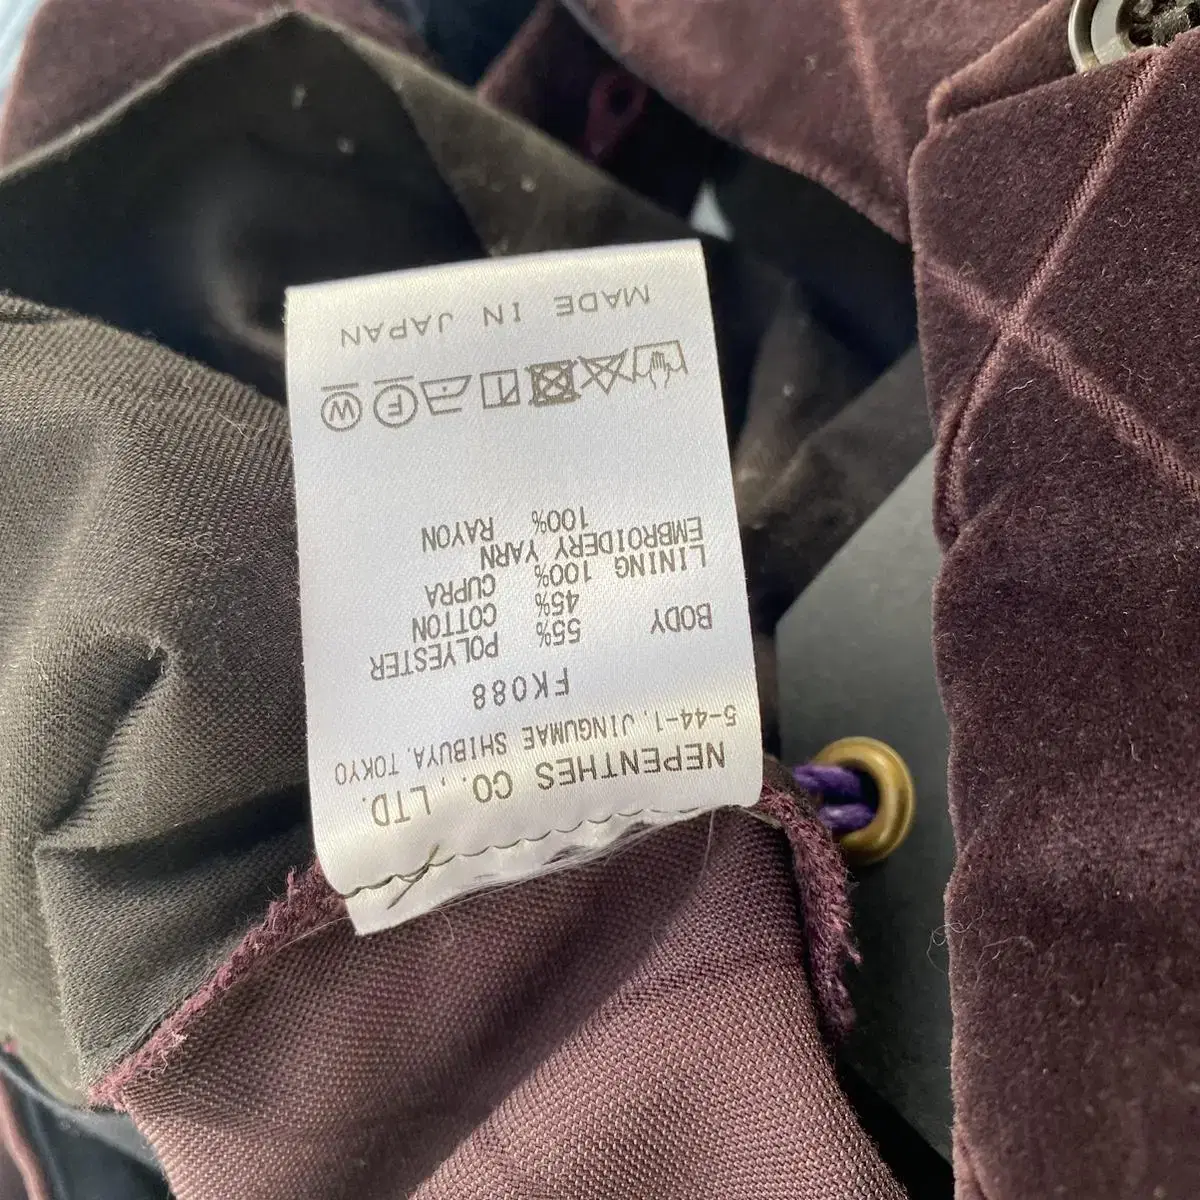 NEPENTHES CO., LTD.
5-44-1, JINGUMAE SHIBUYA, TOKYO
FK088
BODY 55% POLYESTER
45% COTTON
LINING 100% CUPRA
EMBROIDERY YARN
100% RAYON
F W
MADE IN JAPAN